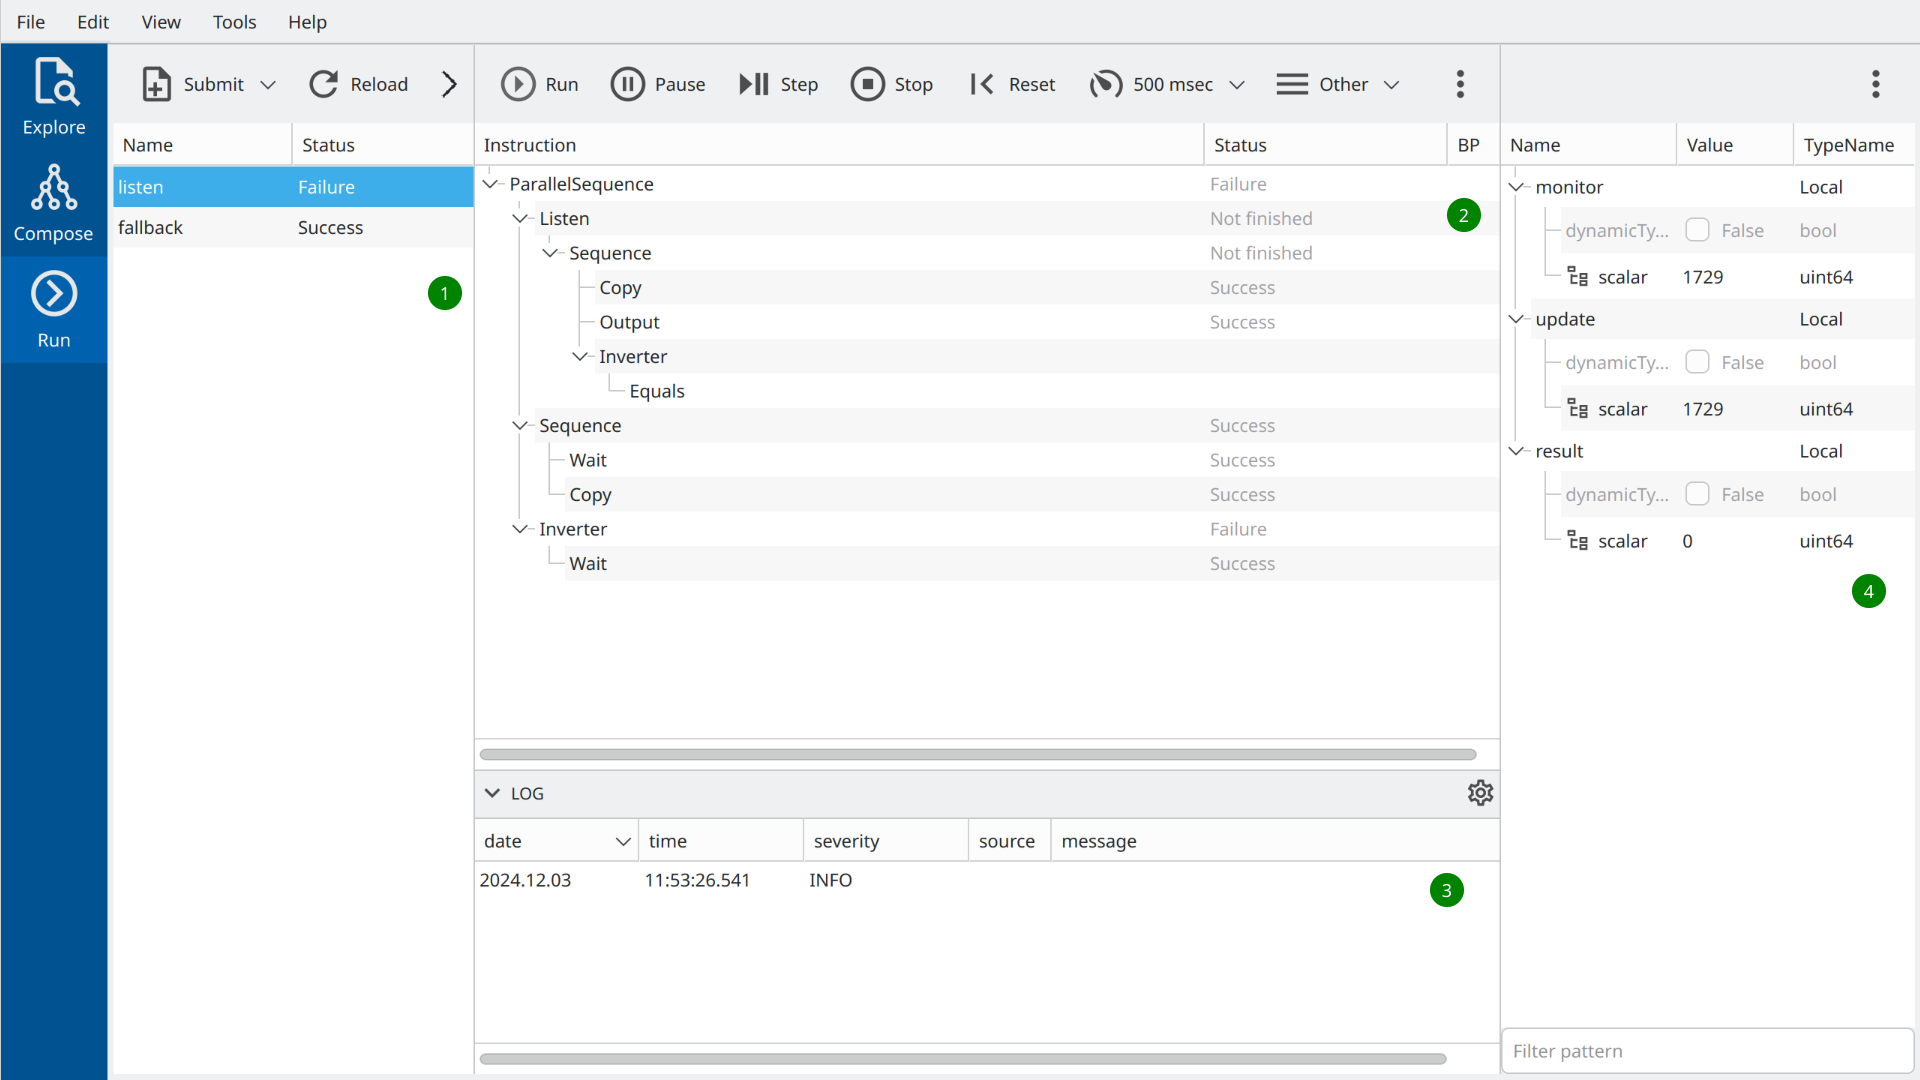 File Edit View Tools Help
Explore
Compose
Run
Submit Reload
Name Status
listen Failure
fallback Success
1
Run Pause Step Stop Reset 500 msec Other
Instruction Status BP
ParallelSequence Failure
Listen Not finished
2
Sequence Not finished
Copy Success
Output Success
Inverter
Equals
Sequence Success
Wait Success
Copy Success
Inverter Failure
Wait Success
LOG
date time severity source message
2024.12.03 11:53:26.541 INFO
3
Name Value TypeName
monitor Local
dynamicTy... False bool
scalar 1729 uint64
update Local
dynamicTy... False bool
scalar 1729 uint64
result Local
dynamicTy... False bool
scalar 0 uint64
4
Filter pattern